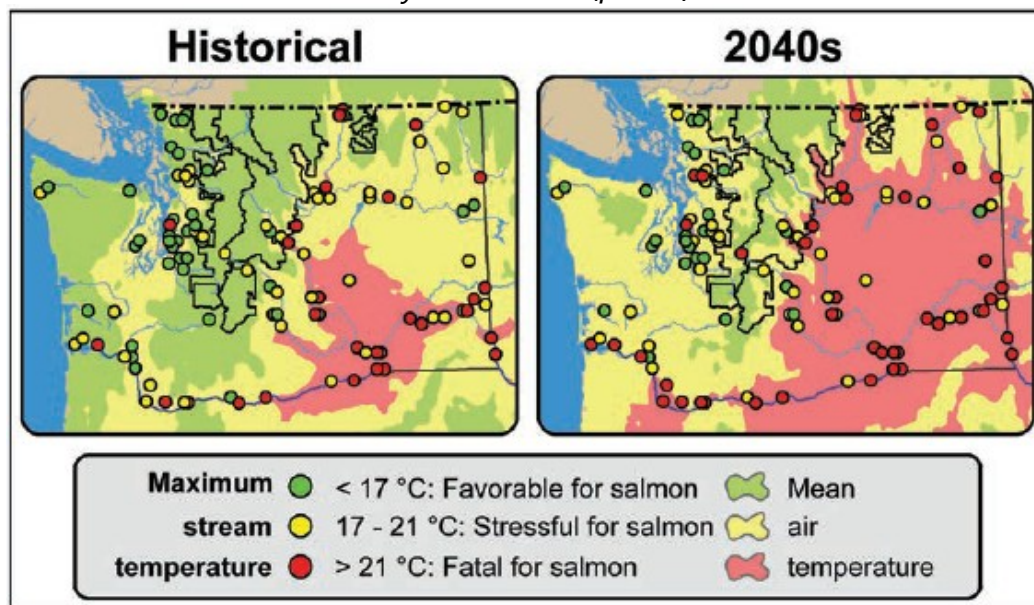 Historical
2040s
Maximum < 17 °C: Favorable for salmon Mean
stream 17 - 21 °C: Stressful for salmon air
temperature > 21 °C: Fatal for salmon temperature